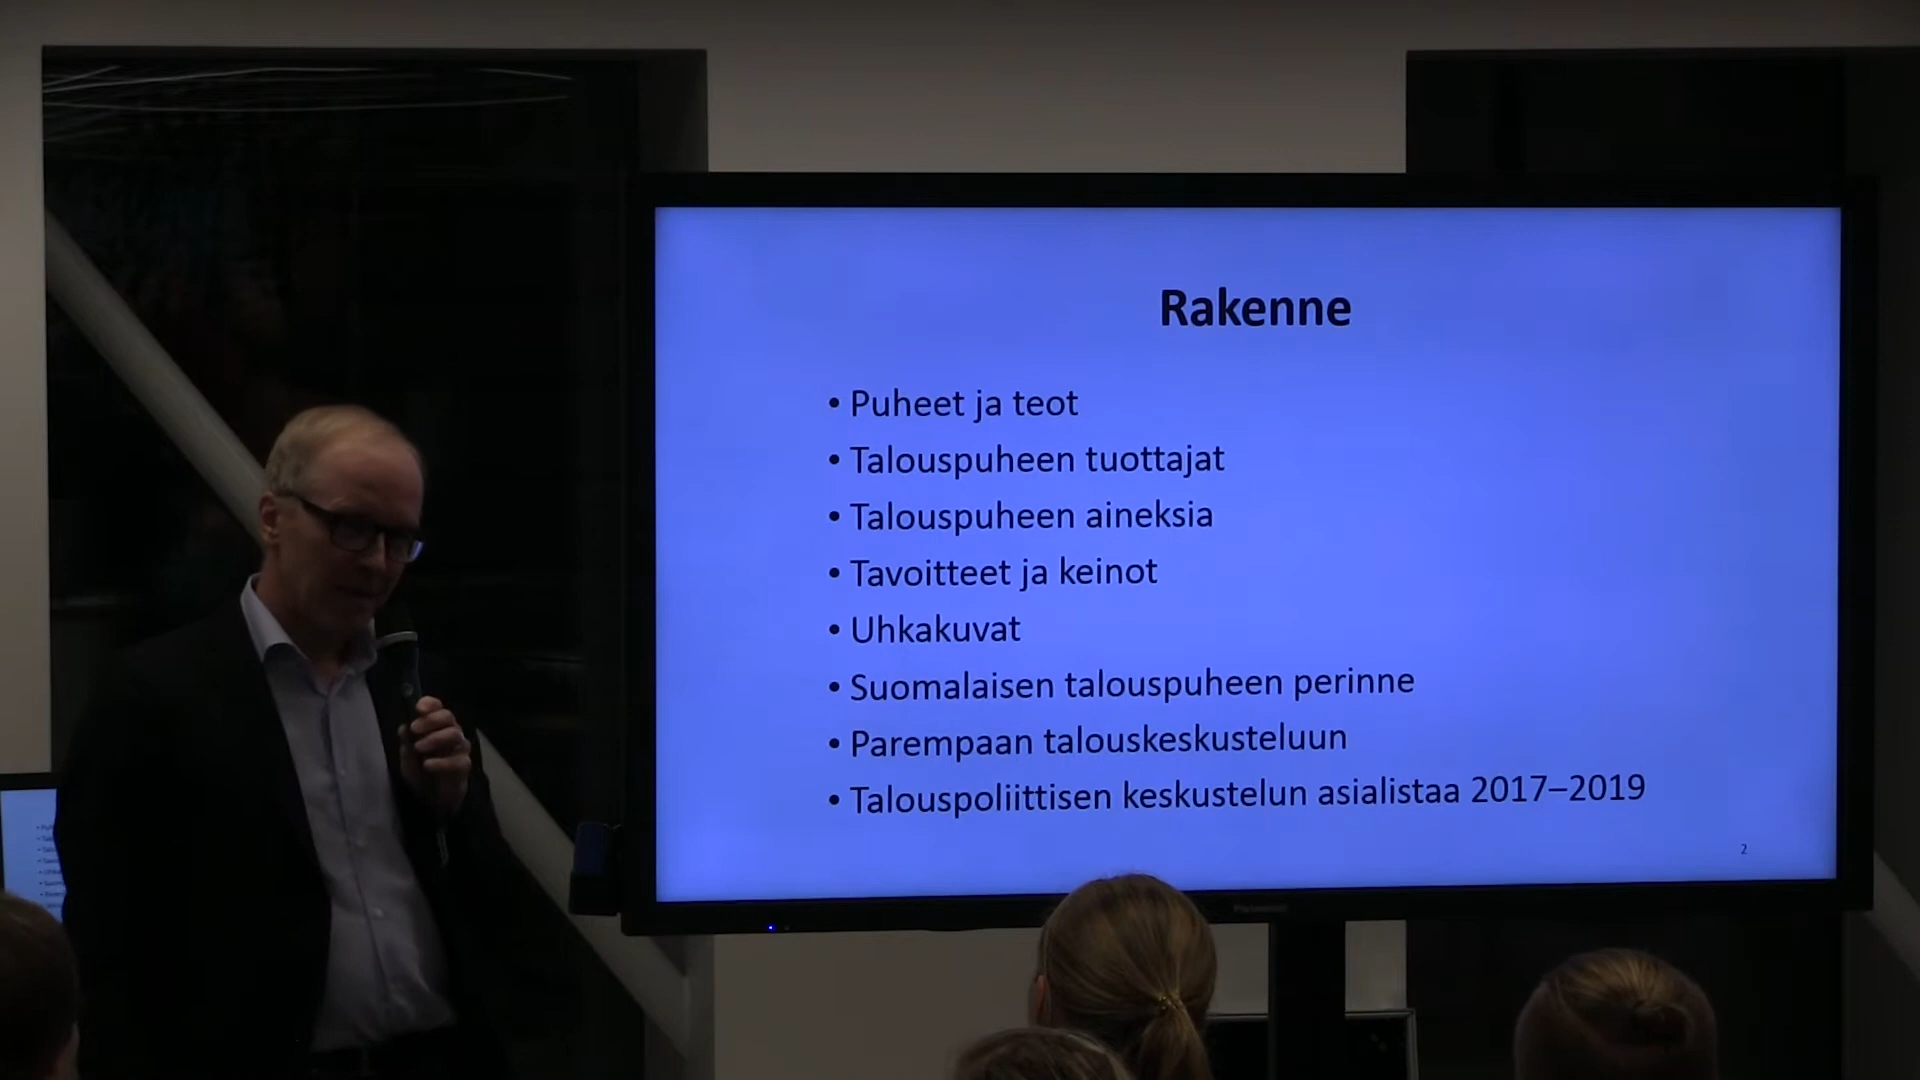 Rakenne
• Puheet ja teot
• Talouspuheen tuottajat
• Talouspuheen aineksia
• Tavoitteet ja keinot
• Uhkakuvat
• Suomalaisen talouspuheen perinne
• Parempaan talouskeskusteluun
• Talouspoliittisen keskustelun asialistaa 2017–2019
2